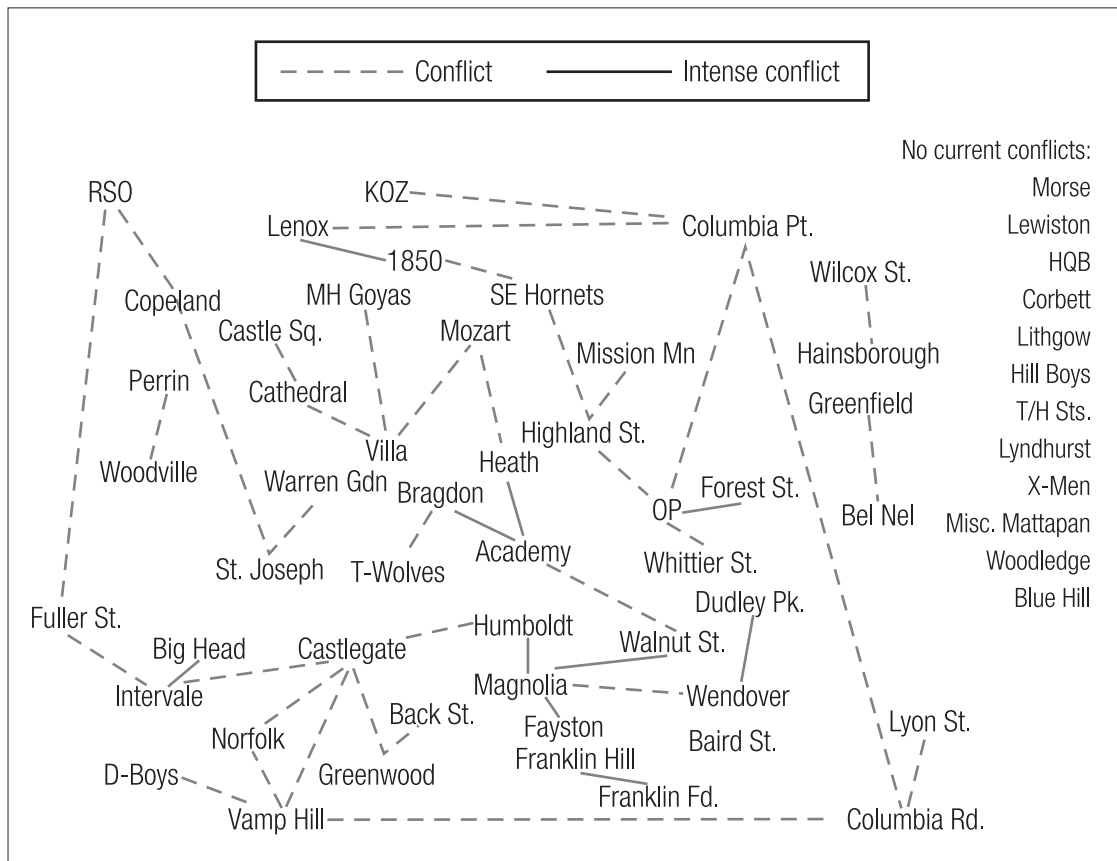 Conflict
Intense conflict
No current conflicts:
Morse
Lewiston
HQB
Corbett
Lithgow
Hill Boys
T/H Sts.
Lyndhurst
X-Men
Misc. Mattapan
Woodledge
Blue Hill
RSO
KOZ
Lenox
Columbia Pt.
1850
Wilcox St.
Copeland
MH Goyas
SE Hornets
Castle Sq.
Mozart
Mission Mn
Hainsborough
Perrin
Cathedral
Greenfield
Villa
Highland St.
Woodville
Warren Gdn
Heath
Bragdon
Forest St.
OP
Bel Nel
St. Joseph
T-Wolves
Academy
Whittier St.
Dudley Pk.
Fuller St.
Big Head
Castlegate
Humboldt
Walnut St.
Intervale
Magnolia
Wendover
Norfolk
Back St.
Fayston
Baird St.
Lyon St.
D-Boys
Greenwood
Franklin Hill
Franklin Fd.
Vamp Hill
Columbia Rd.